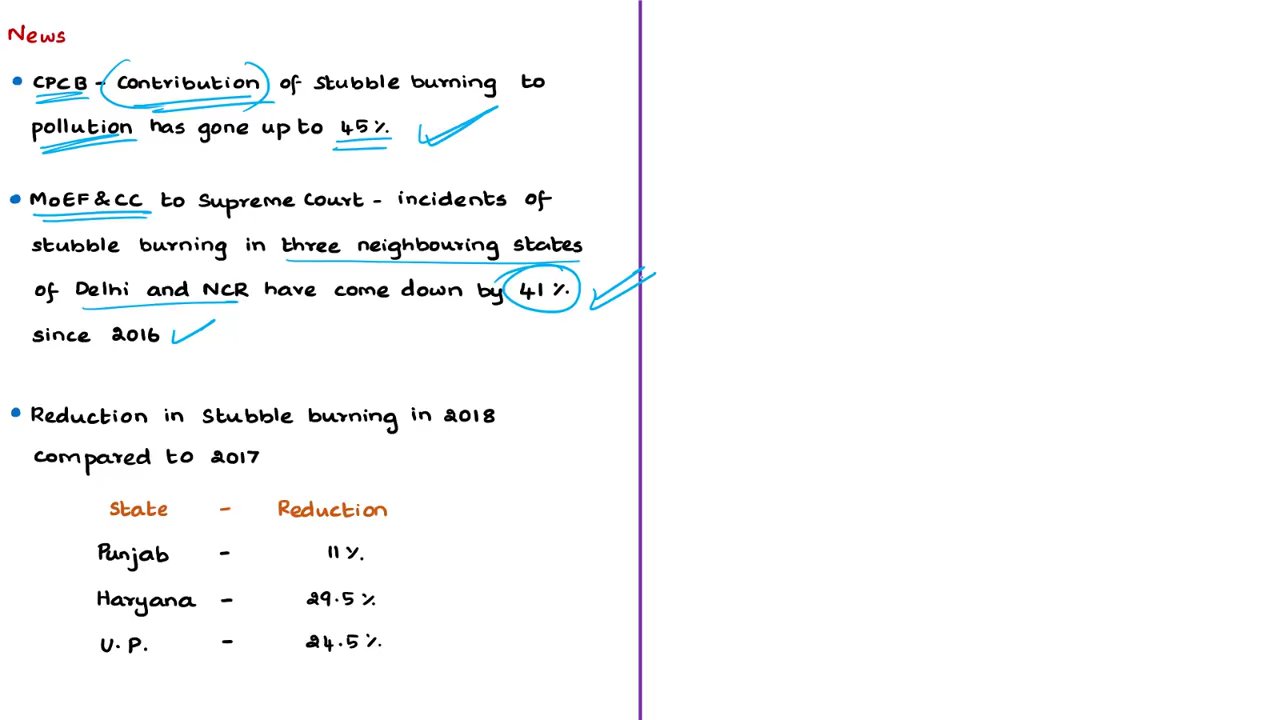 News
• CPCB - Contribution of stubble burning to
pollution has gone up to 45%.
• MoEF&CC to Supreme Court - incidents of
stubble burning in three neighbouring states
of Delhi and NCR have come down by 41%.
since 2016
• Reduction in stubble burning in 2018
compared to 2017
State - Reduction
Punjab - 11%.
Haryana - 29.5%
U.P. - 24.5%.